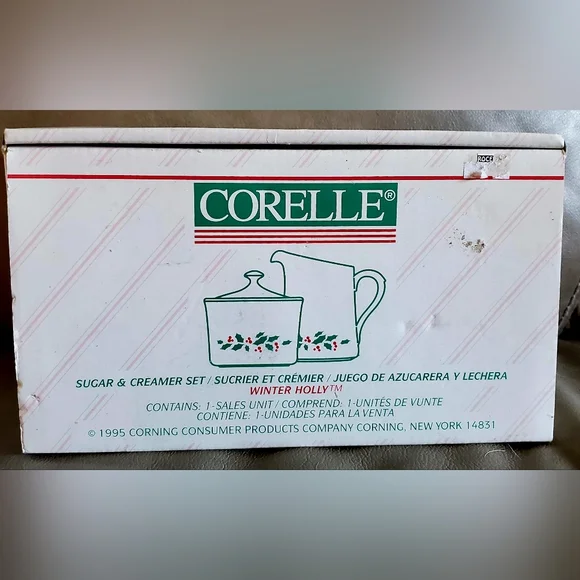 ROCE
CORELLE®
SUGAR & CREAMER SET / SUCRIER ET CRÉMIER / JUEGO DE AZUCARERA Y LECHERA
WINTER HOLLY™
CONTAINS: 1-SALES UNIT / COMPREND: 1-UNITÉS DE VUNTE
CONTIENE: 1-UNIDADES PARA LA VENTA
© 1995 CORNING CONSUMER PRODUCTS COMPANY CORNING, NEW YORK 14831